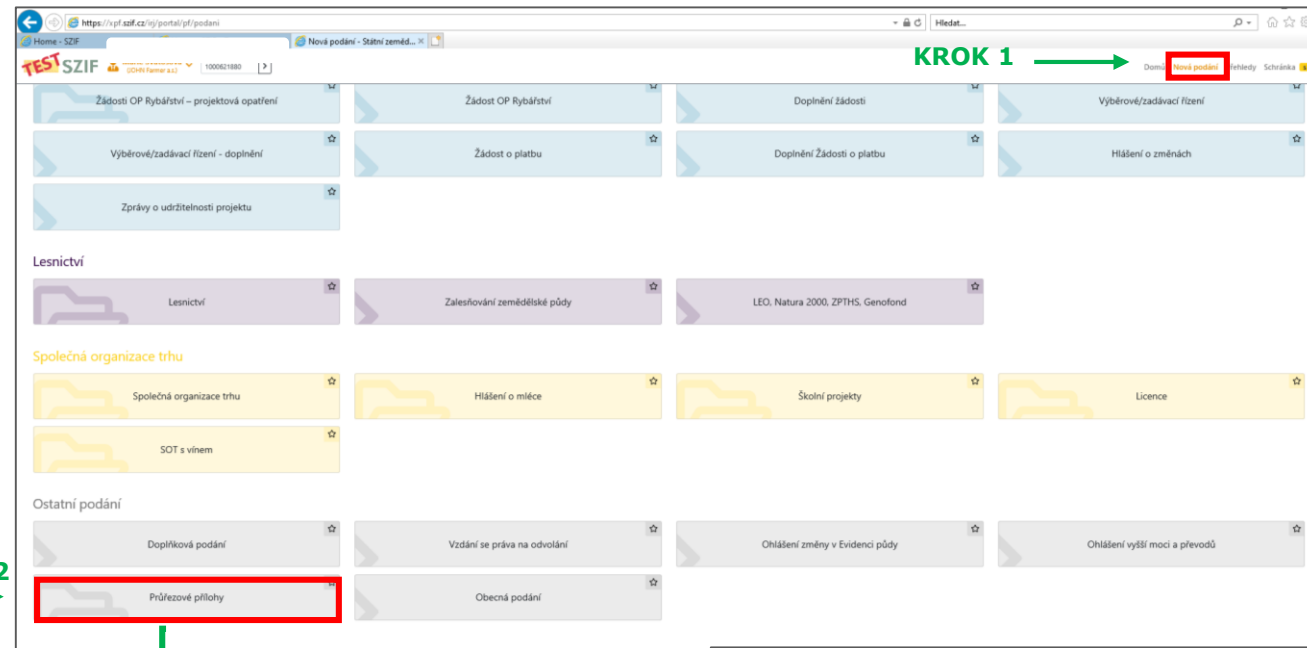 https://xpf.szif.cz/irj/portal/pf/podani
Hledat...
Home - SZIF
Nová podání - Státní zeměd...
TEST SZIF
1000821880
KROK 1
Domů Nová podání Přehledy Schránka
Žádosti OP Rybářství – projektová opatření
Žádost OP Rybářství
Doplnění žádosti
Výběrové/zadávací řízení
Výběrové/zadávací řízení - doplnění
Žádost o platbu
Doplnění Žádosti o platbu
Hlášení o změnách
Zprávy o udržitelnosti projektu
Lesnictví
Lesnictví
Zalesňování zemědělské půdy
LEO, Natura 2000, ZPTHS, Genofond
Společná organizace trhu
Společná organizace trhu
Hlášení o mléce
Školní projekty
Licence
SOT s vínem
Ostatní podání
Doplňková podání
Vzdání se práva na odvolání
Ohlášení změny v Evidenci půdy
Ohlášení vyšší moci a převodů
2
Průřezové přílohy
Obecná podání